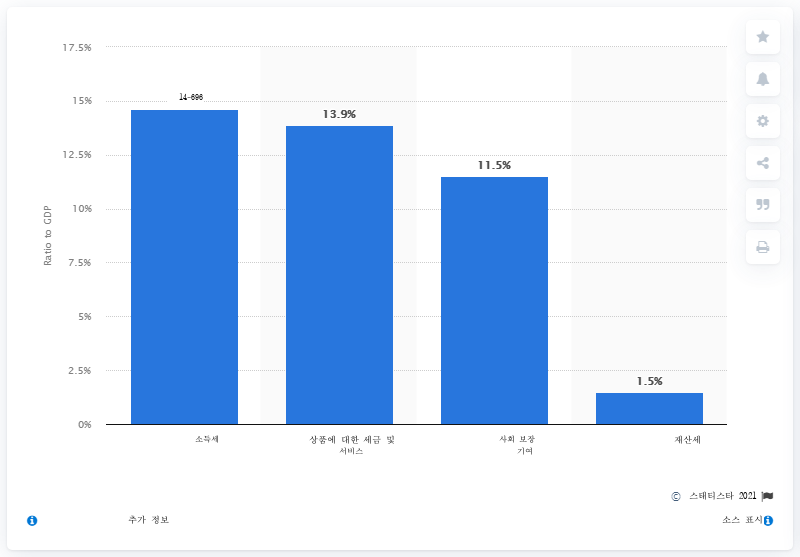 17.5%
14-696
15%
13.9%
12.5%
11.5%
10%
Ratio to GDP
7.5%
5%
2.5%
1.5%
0%
소득세
상품에 대한 세금 및
서비스
사회 보장
기여
재산세
© 스태티스타 2021
추가 정보
소스 표시